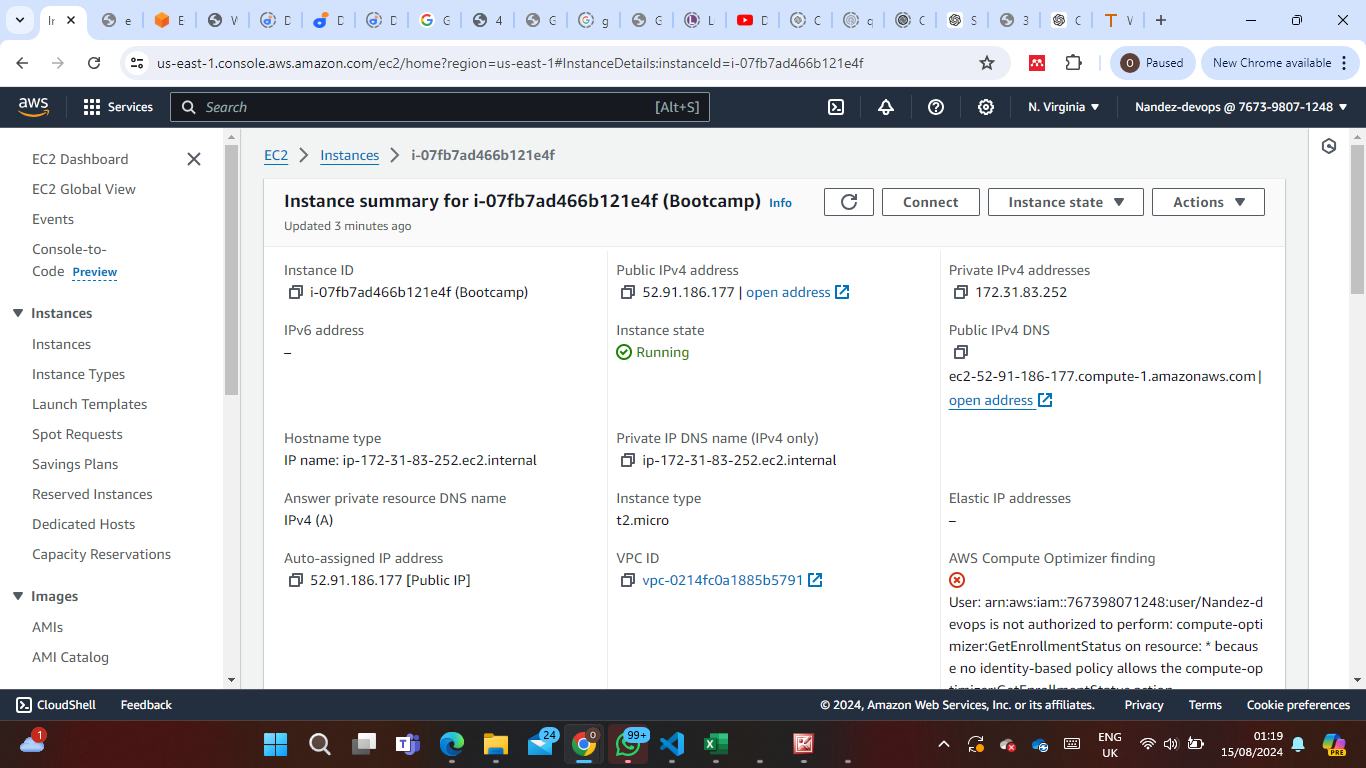 Ir
e
E
W
D
D
D
G
4
G
g
G
L
D
C
q
C
S
3
C
T
V
us-east-1.console.aws.amazon.com/ec2/home?region=us-east-1#InstanceDetails:instanceId=i-07fb7ad466b121e4f
O Paused
New Chrome available
aws
Services
Search
[Alt+S]
N. Virginia
Nandez-devops @ 7673-9807-1248
EC2 Dashboard
EC2 Global View
Events
Console-to-
Code Preview
Instances
Instances
Instance Types
Launch Templates
Spot Requests
Savings Plans
Reserved Instances
Dedicated Hosts
Capacity Reservations
Images
AMIs
AMI Catalog
EC2
Instances
i-07fb7ad466b121e4f
Instance summary for i-07fb7ad466b121e4f (Bootcamp) Info
Updated 3 minutes ago
Connect
Instance state
Actions
Instance ID
i-07fb7ad466b121e4f (Bootcamp)
Public IPv4 address
52.91.186.177 | open address
Private IPv4 addresses
172.31.83.252
IPv6 address
–
Instance state
Running
Public IPv4 DNS
ec2-52-91-186-177.compute-1.amazonaws.com |
open address
Hostname type
IP name: ip-172-31-83-252.ec2.internal
Private IP DNS name (IPv4 only)
ip-172-31-83-252.ec2.internal
Answer private resource DNS name
IPv4 (A)
Instance type
t2.micro
Elastic IP addresses
–
Auto-assigned IP address
52.91.186.177 [Public IP]
VPC ID
vpc-0214fc0a1885b5791
AWS Compute Optimizer finding
User: arn:aws:iam::767398071248:user/Nandez-d
evops is not authorized to perform: compute-opti
mizer:GetEnrollmentStatus on resource: * becaus
e no identity-based policy allows the compute-op
timizer:GetEnrollmentStatus action
CloudShell
Feedback
© 2024, Amazon Web Services, Inc. or its affiliates.
Privacy
Terms
Cookie preferences
1
24
0
99+
ENG
UK
01:19
15/08/2024
PRE